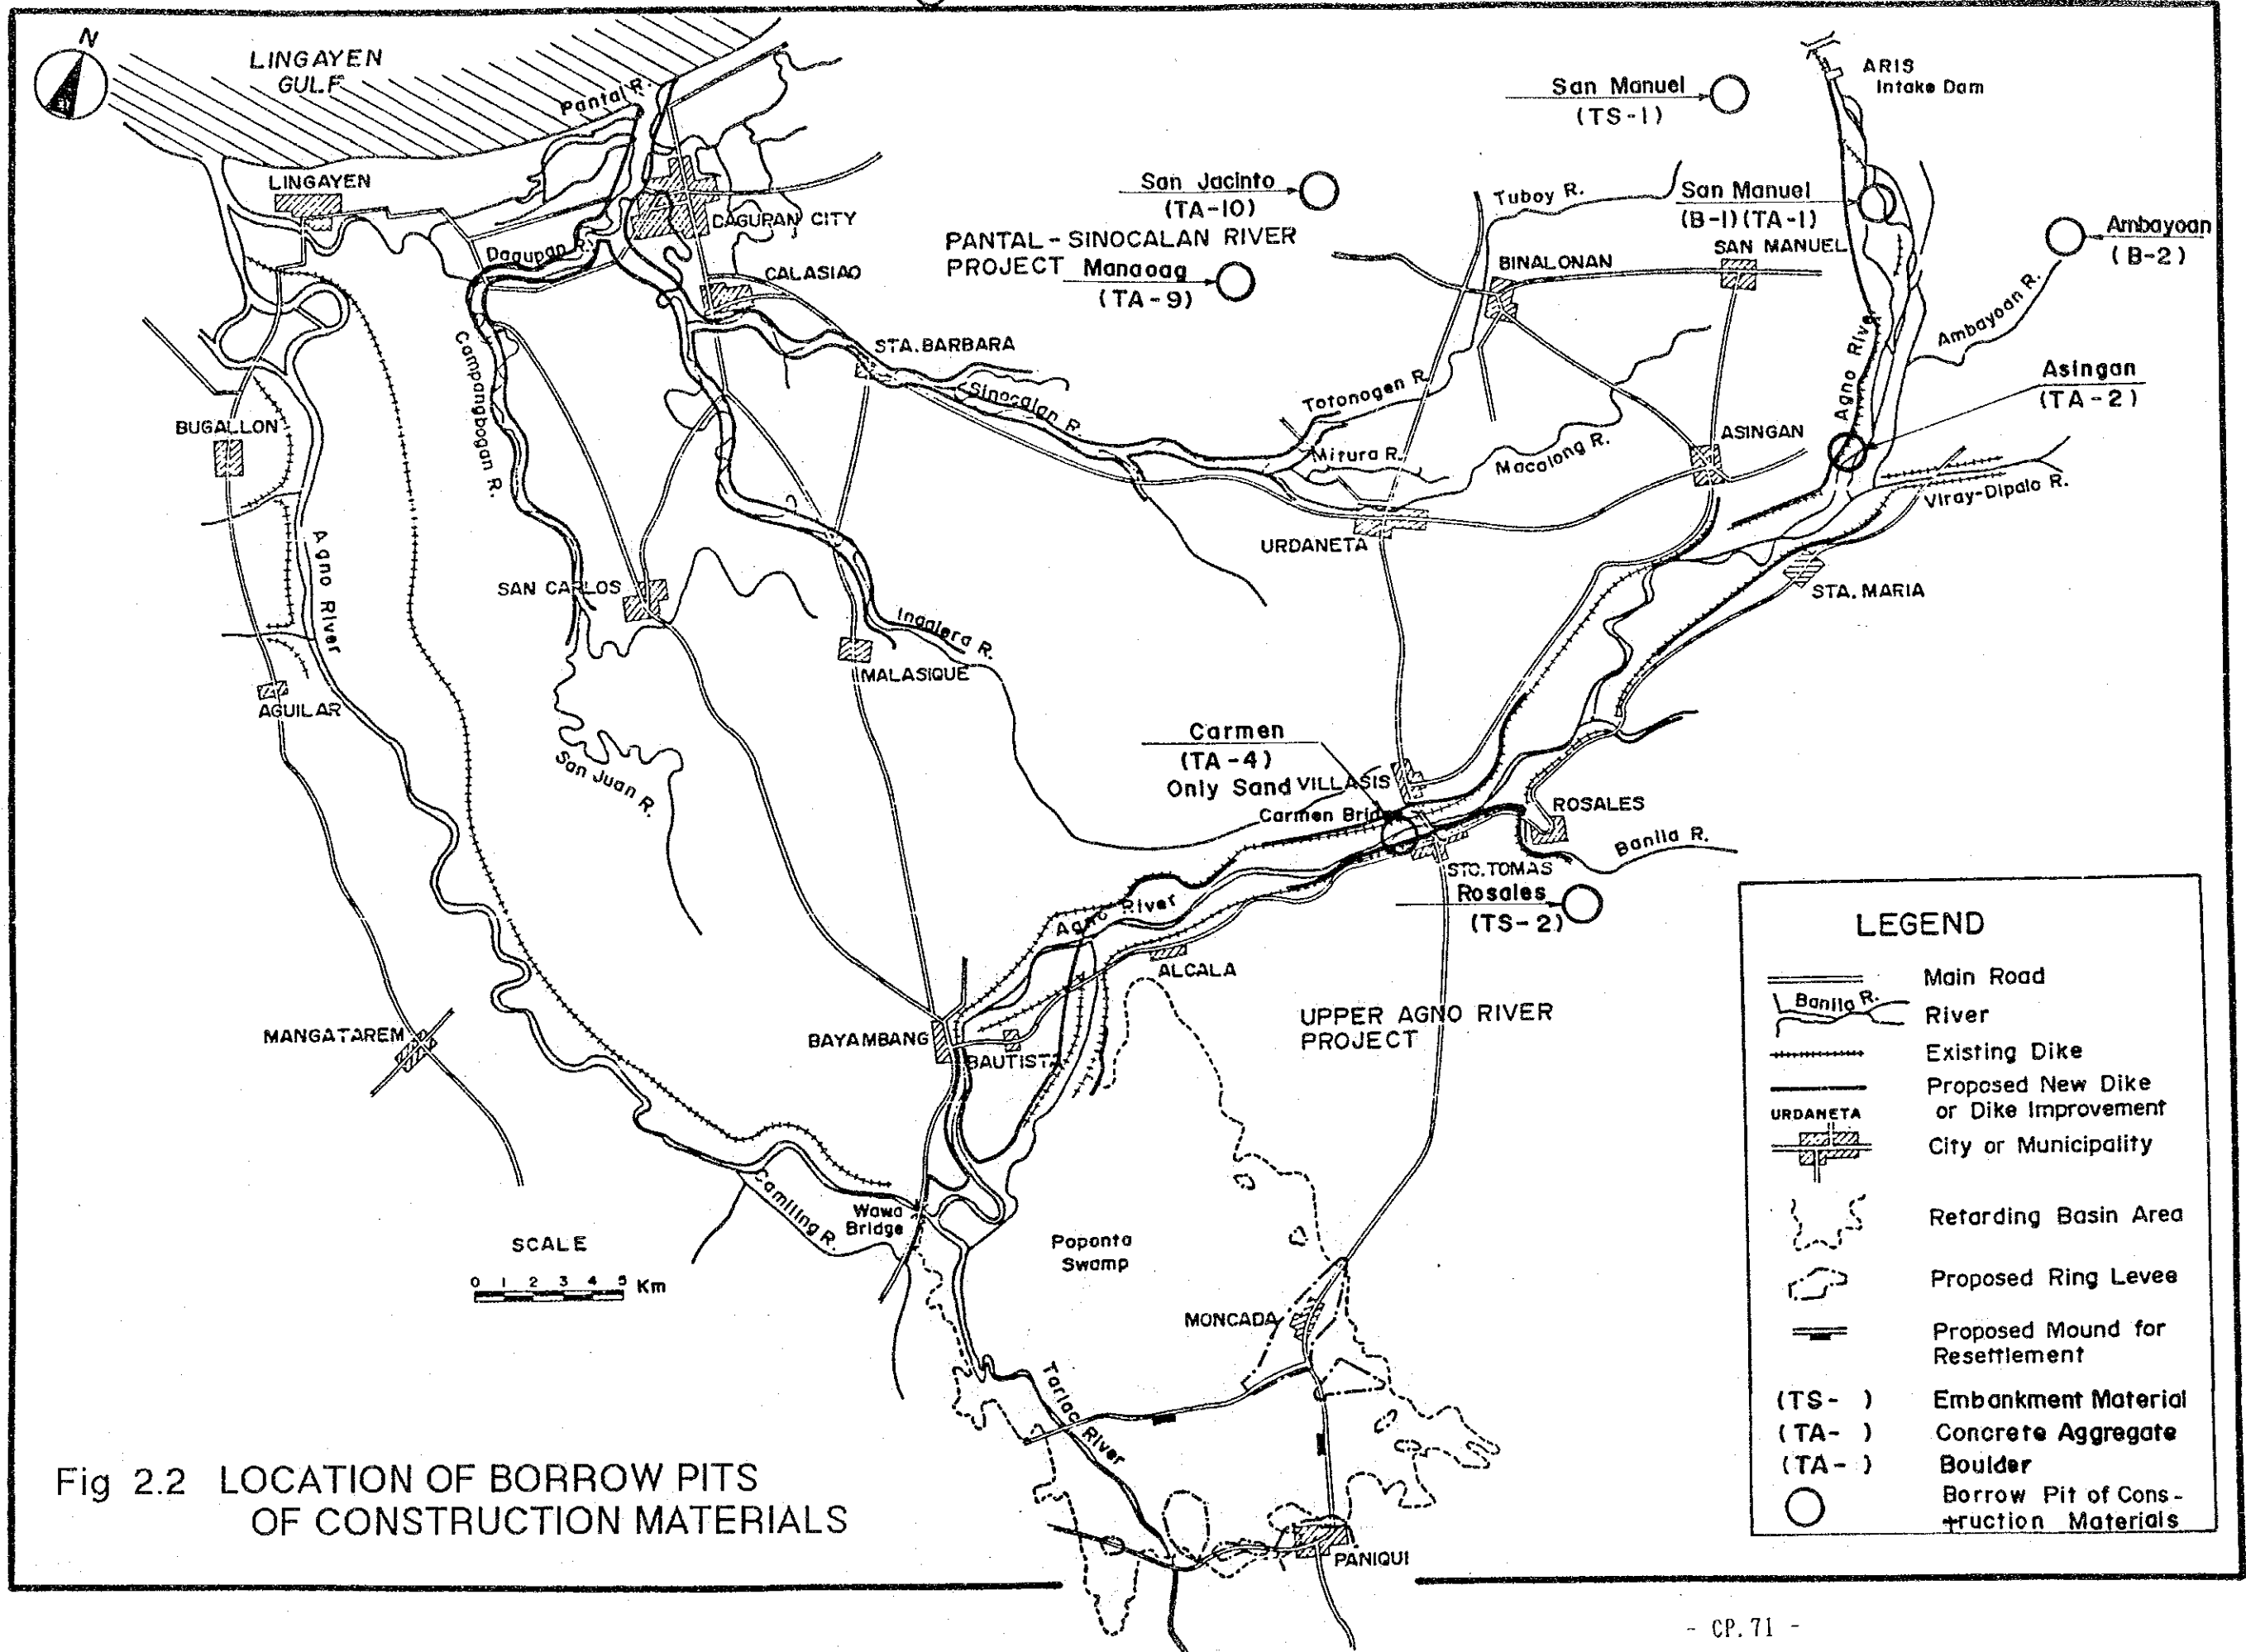 N
LINGAYEN
GULF
Pantal R.
ARIS
Intake Dam
San Manuel
(TS-1)
LINGAYEN
San Jacinto
(TA-10)
Tuboy R.
San Manuel
(B-1)(TA-1)
DAGUPAN CITY
PANTAL-SINOCALAN RIVER
PROJECT
Manaoag
(TA-9)
Ambayoan
(B-2)
Dagupan R.
SAN MANUEL
BINALONAN
CALASIAO
Ambayoan R.
Agno River
STA. BARBARA
Campangbogan R.
Sinocalan R.
Totonogen R.
Asingan
(TA-2)
BUGALLON
ASINGAN
Mitura R.
Macalong R.
Viray-Dipalo R.
Agno River
URDANETA
SAN CARLOS
STA. MARIA
Ingalera R.
MALASIQUE
AGUILAR
San Juan R.
Carmen
(TA-4)
Only Sand
VILLASIS
Carmen Bridge
ROSALES
Banila R.
STO. TOMAS
Rosales
(TS-2)
Agno River
ALCALA
MANGATAREM
BAYAMBANG
BAUTISTA
UPPER AGNO RIVER
PROJECT
Camiling R.
Wawa
Bridge
Poponto
Swamp
SCALE
0 1 2 3 4 5 Km
MONCADA
Tarlac River
PANIQUI
LEGEND
Main Road
Banila R.
River
Existing Dike
Proposed New Dike
or Dike Improvement
URDANETA
City or Municipality
Retarding Basin Area
Proposed Ring Levee
Proposed Mound for
Resettlement
(TS- ) Embankment Material
(TA- ) Concrete Aggregate
(TA- ) Boulder
Borrow Pit of Cons-
truction Materials
Fig 2.2 LOCATION OF BORROW PITS
OF CONSTRUCTION MATERIALS
- CP.71 -